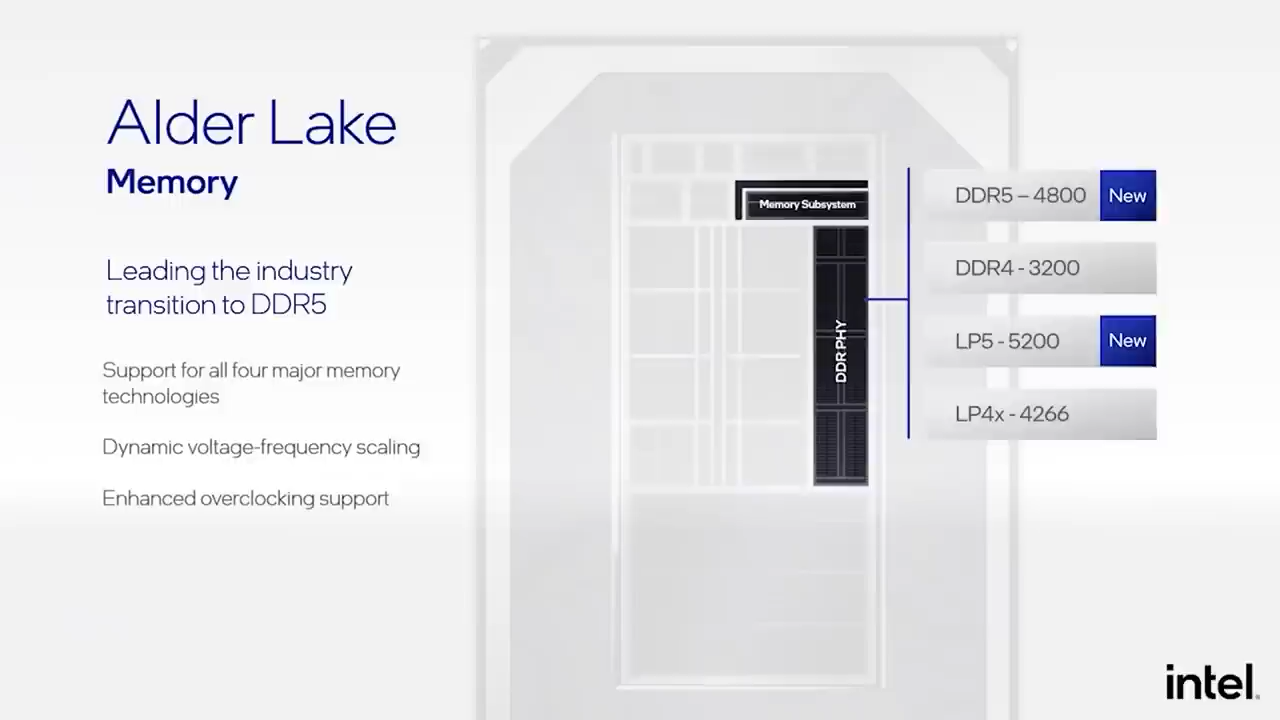 Alder Lake
Memory
Leading the industry
transition to DDR5
Support for all four major memory
technologies
Dynamic voltage-frequency scaling
Enhanced overclocking support
Memory Subsystem
DDR PHY
DDR5 – 4800 New
DDR4 - 3200
LP5 - 5200 New
LP4x - 4266
intel.